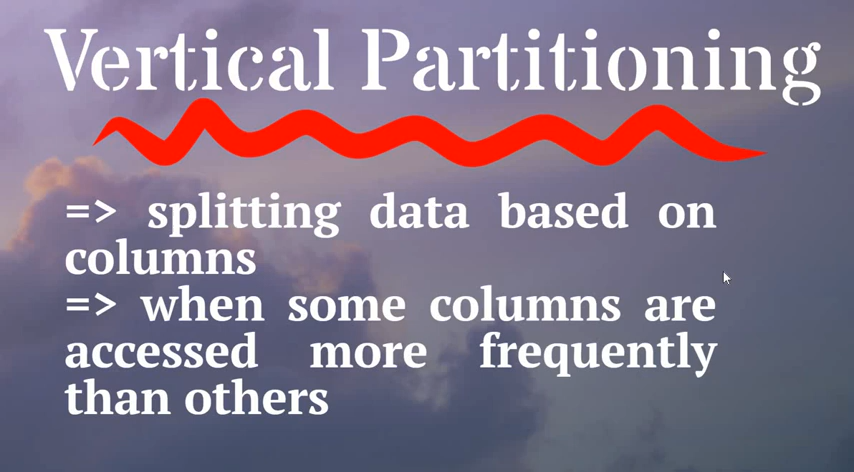 Vertical Partitioning
=> splitting data based on
columns
=> when some columns are
accessed more frequently
than others